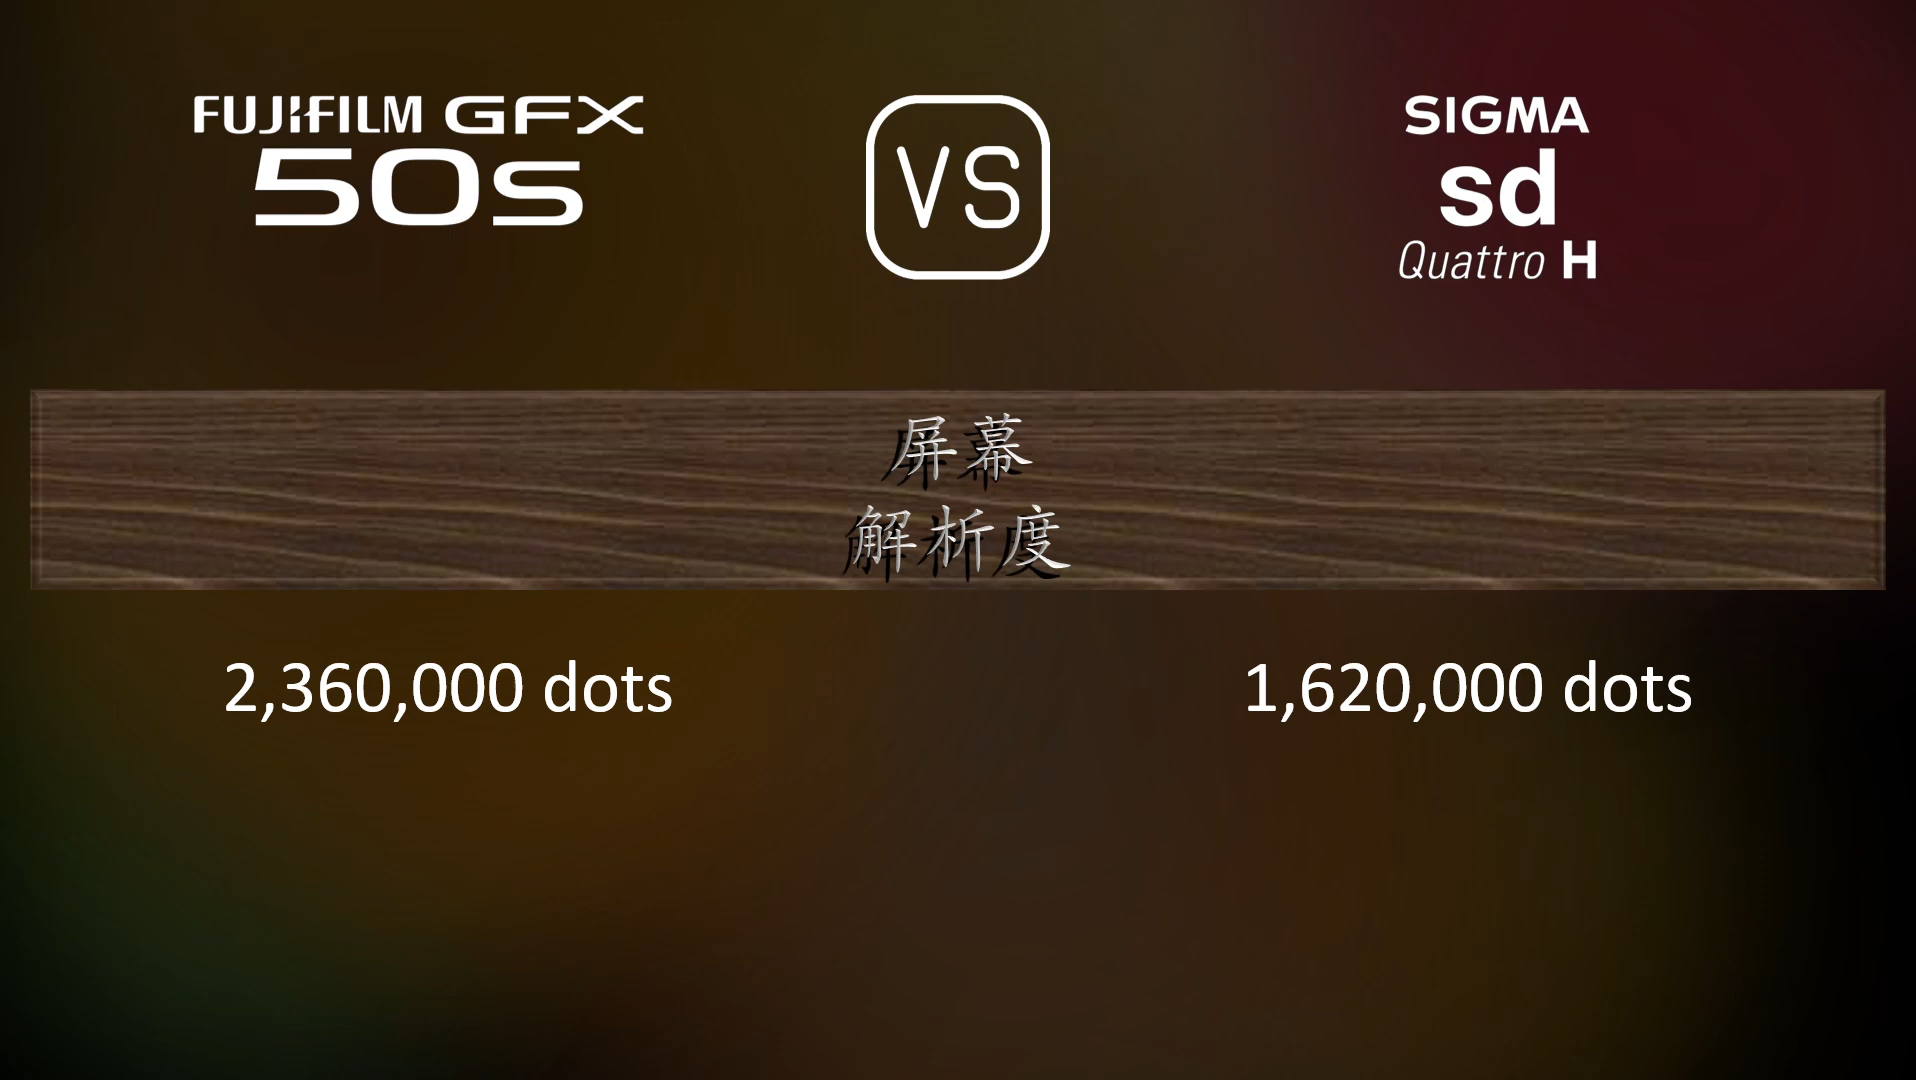 FUJIFILM GFX
50s
VS
SIGMA
sd
Quattro H
屏幕
解析度
2,360,000 dots
1,620,000 dots